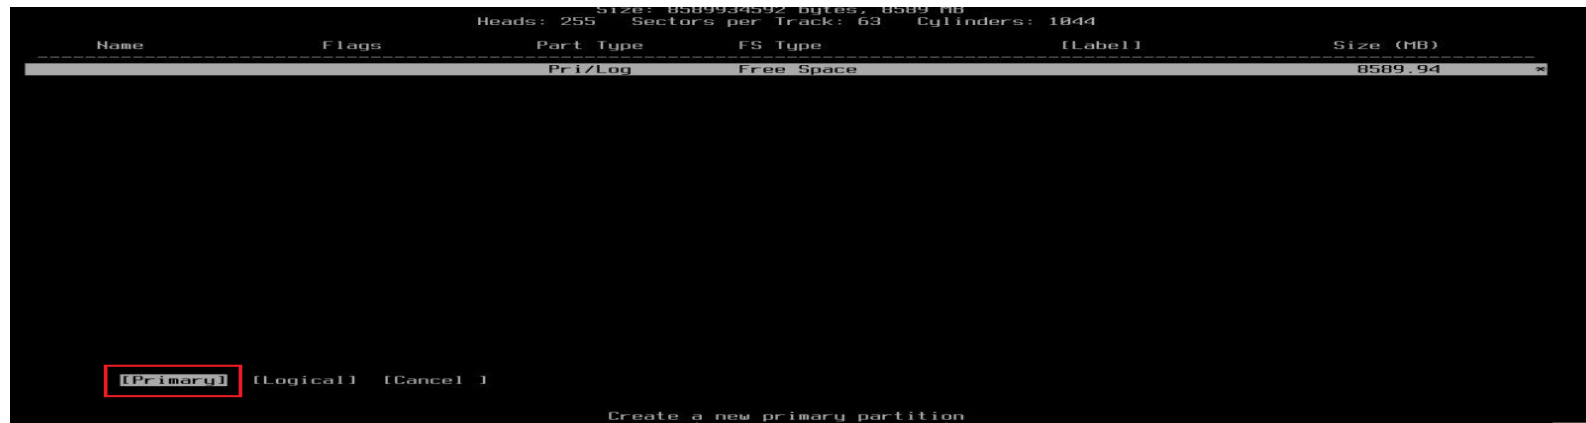 Size: 8589934592 bytes, 8589 MB
Heads: 255   Sectors per Track: 63   Cylinders: 1044
Name   Flags   Part Type   FS Type   [Label]   Size (MB)
Pri/Log   Free Space   8589.94   *
[Primary]   [Logical]   [Cancel ]
Create a new primary partition